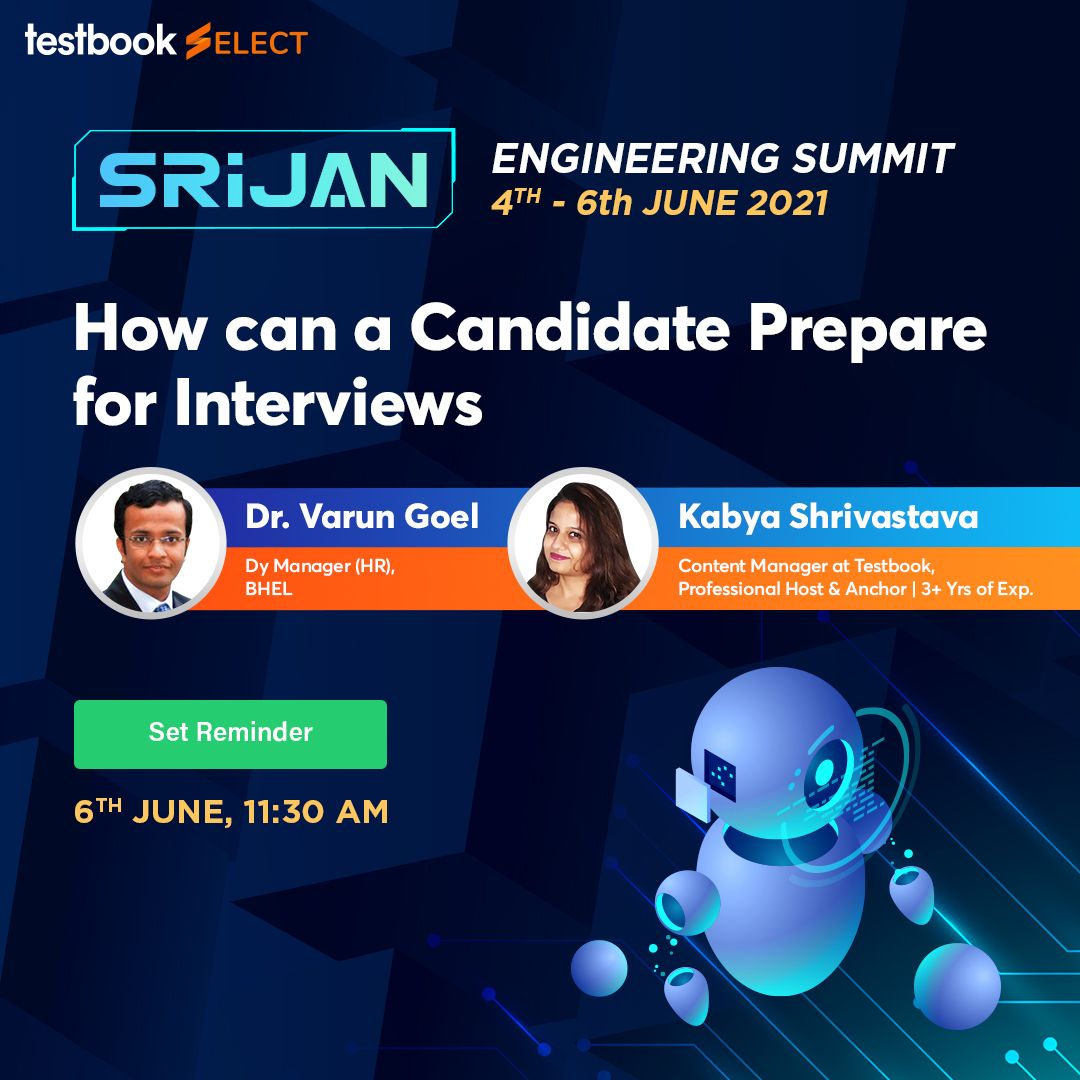 testbook SELECT
SRiJAN
ENGINEERING SUMMIT
4TH - 6th JUNE 2021
How can a Candidate Prepare
for Interviews
Dr. Varun Goel
Dy Manager (HR),
BHEL
Kabya Shrivastava
Content Manager at Testbook,
Professional Host & Anchor | 3+ Yrs of Exp.
Set Reminder
6TH JUNE, 11:30 AM